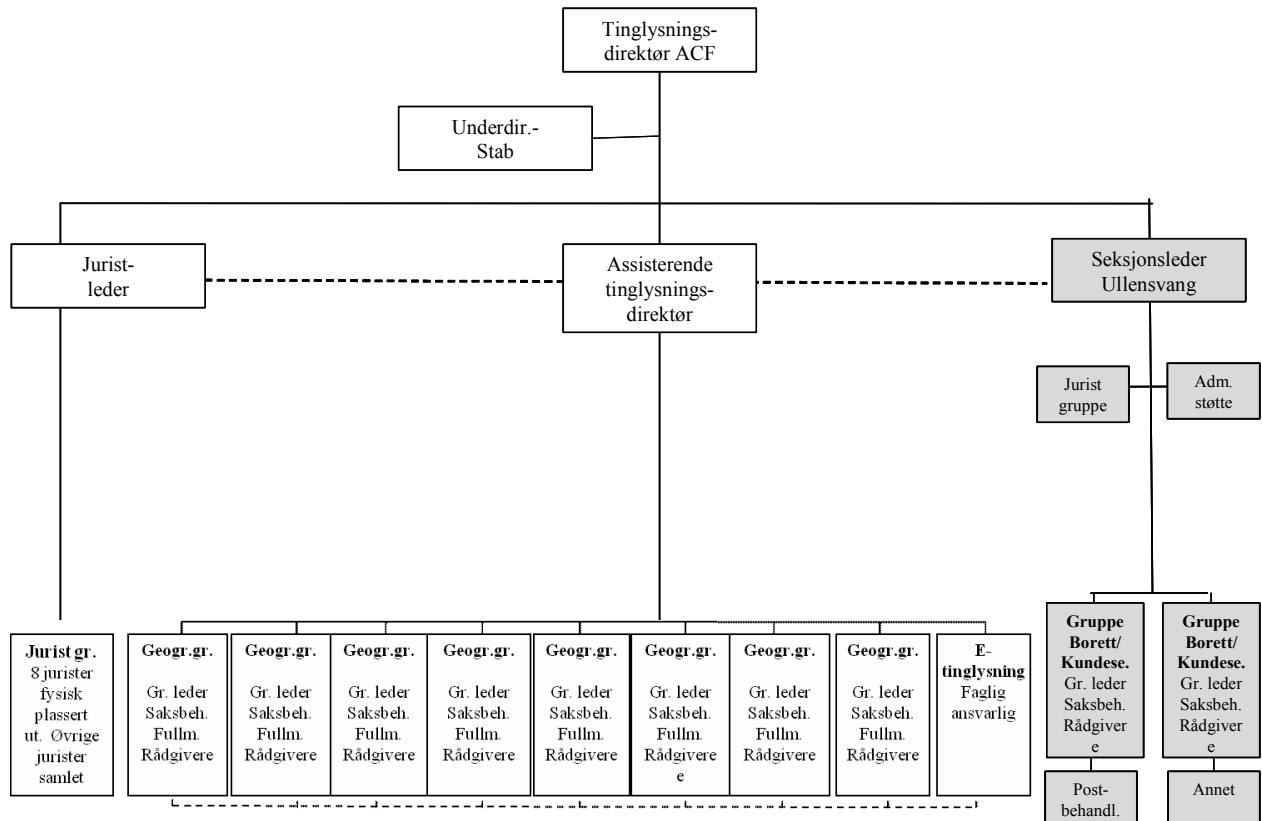 Tinglysnings-
direktør ACF
Underdir.-
Stab
Jurist-
leder
Assisterende
tinglysnings-
direktør
Seksjonsleder
Ullensvang
Jurist
gruppe
Adm.
støtte
Jurist gr.
8 jurister
fysisk
plassert
ut. Øvrige
jurister
samlet
Geogr.gr.
Gr. leder
Saksbeh.
Fullm.
Rådgivere
Geogr.gr.
Gr. leder
Saksbeh.
Fullm.
Rådgivere
Geogr.gr.
Gr. leder
Saksbeh.
Fullm.
Rådgivere
Geogr.gr.
Gr. leder
Saksbeh.
Fullm.
Rådgivere
Geogr.gr.
Gr. leder
Saksbeh.
Fullm.
Rådgivere
Geogr.gr.
Gr. leder
Saksbeh.
Fullm.
Rådgivere
e
Geogr.gr.
Gr. leder
Saksbeh.
Fullm.
Rådgivere
Geogr.gr.
Gr. leder
Saksbeh.
Fullm.
Rådgivere
E-
tinglysning
Faglig
ansvarlig
Gruppe
Borett/
Kundese.
Gr. leder
Saksbeh.
Rådgiver
e
Gruppe
Borett/
Kundese.
Gr. leder
Saksbeh.
Rådgiver
e
Post-
behandl.
Annet